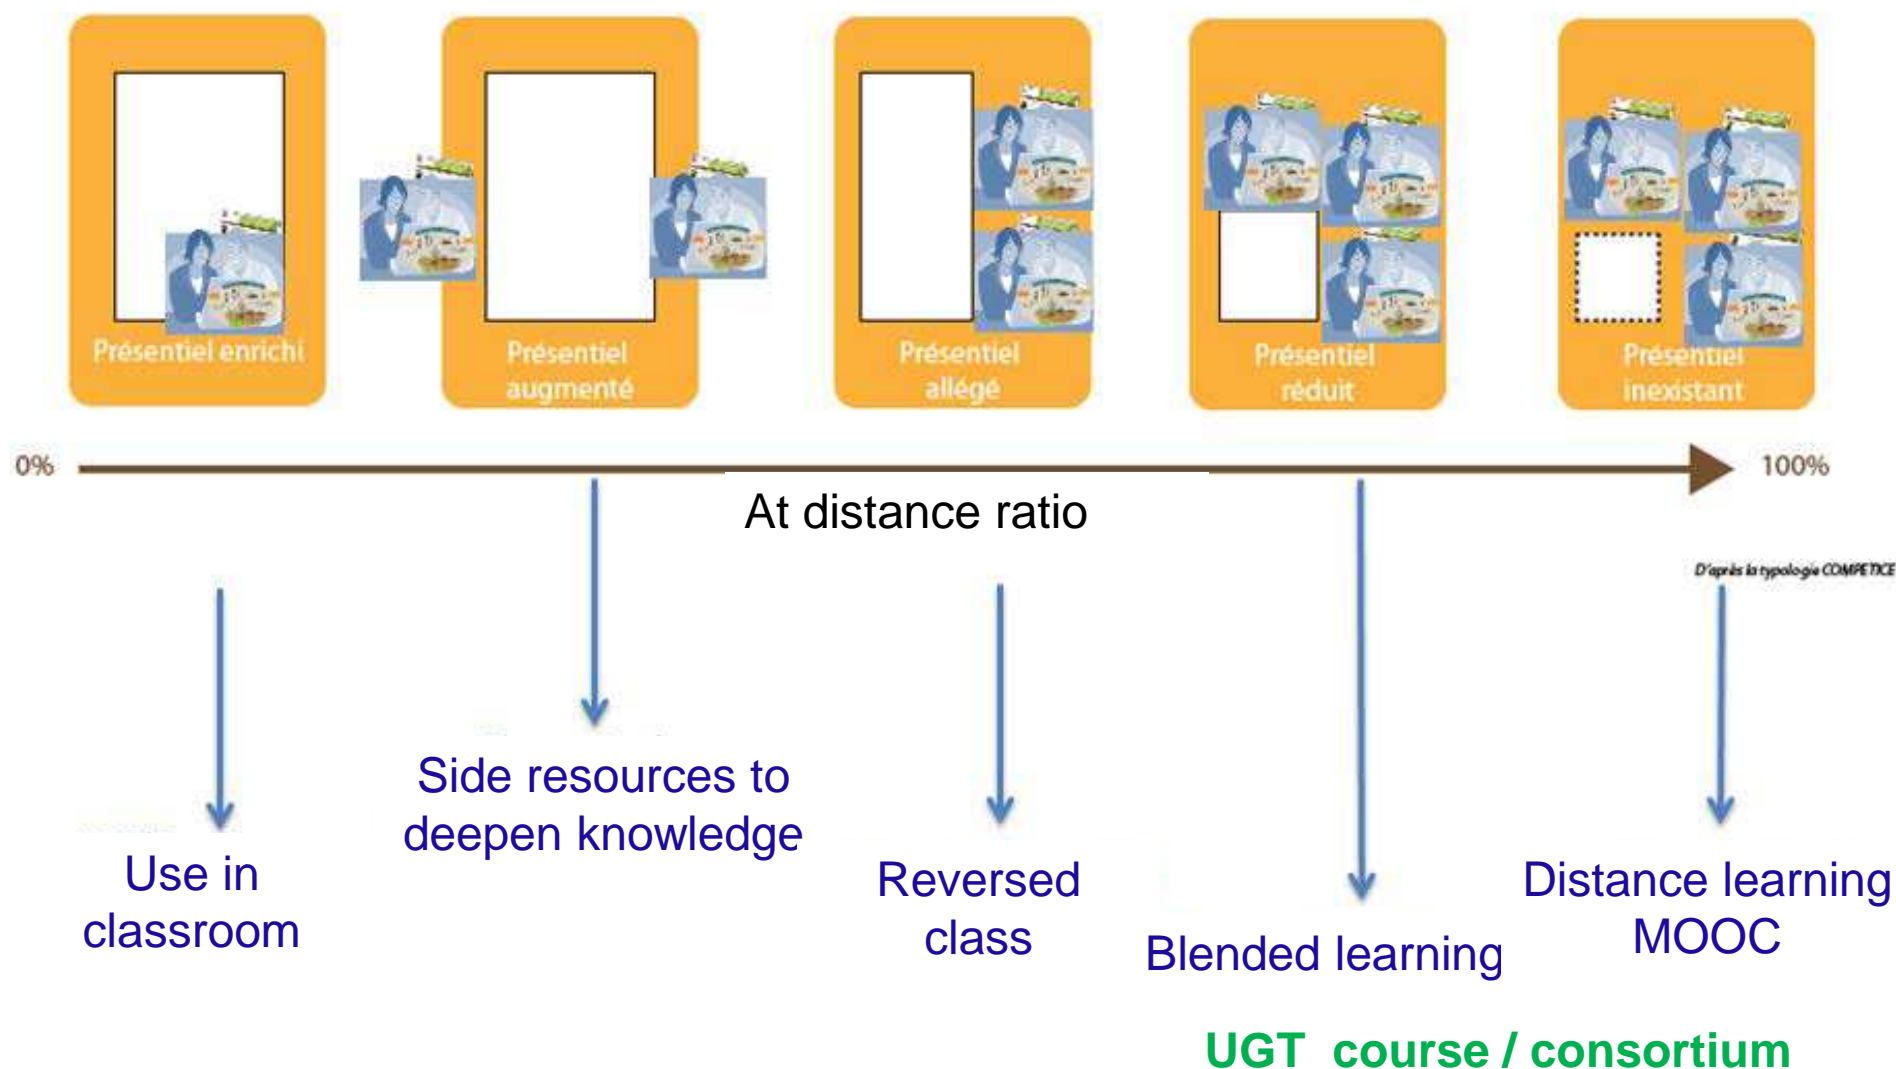 Présentiel enrichi
Présentiel
augmenté
Présentiel
allégé
Présentiel
réduit
Présentiel
inexistant
0%
100%
At distance ratio
D'après la typologie COMPETICE
Use in
classroom
Side resources to
deepen knowledge
Reversed
class
Blended learning
Distance learning
MOOC
UGT course / consortium